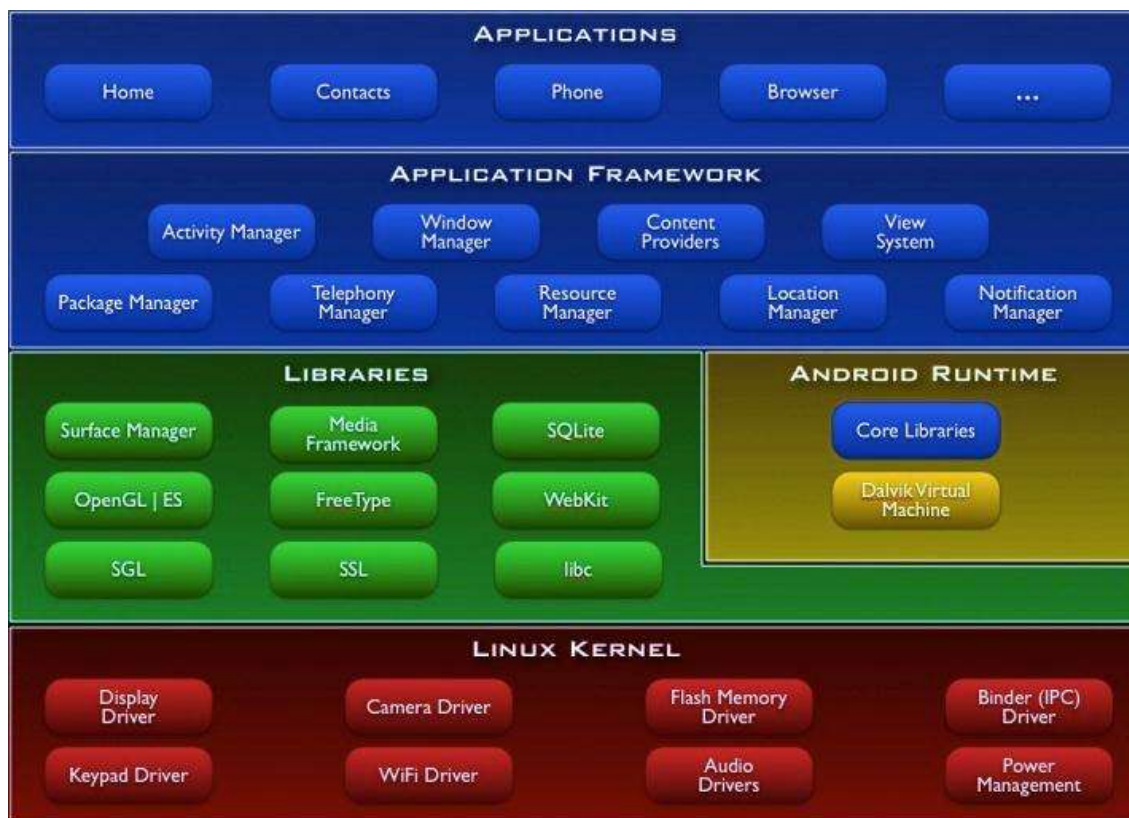 APPLICATIONS
Home
Contacts
Phone
Browser
...
APPLICATION FRAMEWORK
Activity Manager
Window
Manager
Content
Providers
View
System
Package Manager
Telephony
Manager
Resource
Manager
Location
Manager
Notification
Manager
LIBRARIES
Surface Manager
Media
Framework
SQLite
OpenGL | ES
FreeType
WebKit
SGL
SSL
libc
ANDROID RUNTIME
Core Libraries
Dalvik Virtual
Machine
LINUX KERNEL
Display
Driver
Camera Driver
Flash Memory
Driver
Binder (IPC)
Driver
Keypad Driver
WiFi Driver
Audio
Drivers
Power
Management